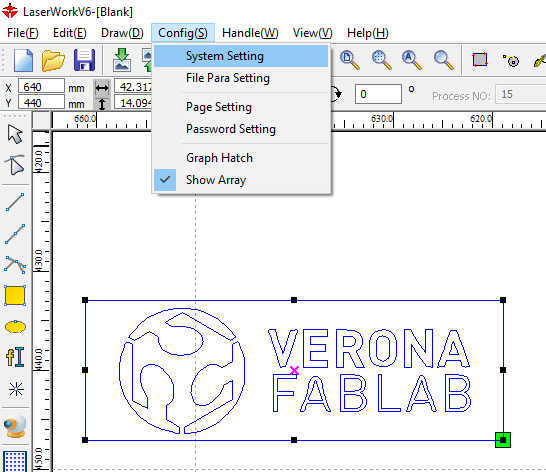 LaserWorkV6-[Blank]
File(F) Edit(E) Draw(D) Config(S) Handle(W) View(V) Help(H)
System Setting
File Para Setting
Page Setting
Password Setting
Graph Hatch
Show Array
X 640 mm 42.317
Y 440 mm 14.094
0 ° Process NO: 15
660.0 630.0 620.0
420.0
430.0
440.0
450.0
VERONA
FABLAB